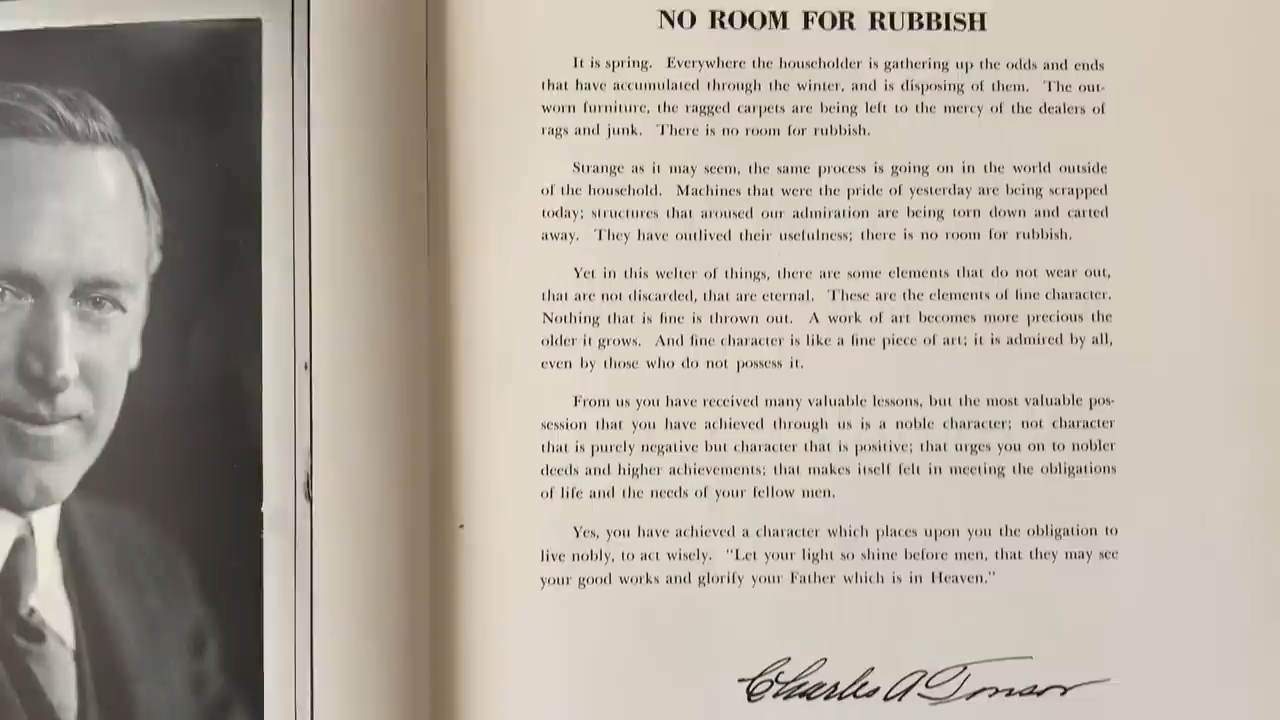 NO ROOM FOR RUBBISH
It is spring. Everywhere the householder is gathering up the odds and ends
that have accumulated through the winter, and is disposing of them. The out-
worn furniture, the ragged carpets are being left to the mercy of the dealers of
rags and junk. There is no room for rubbish.
Strange as it may seem, the same process is going on in the world outside
of the household. Machines that were the pride of yesterday are being scrapped
today; structures that aroused our admiration are being torn down and carted
away. They have outlived their usefulness; there is no room for rubbish.
Yet in this welter of things, there are some elements that do not wear out,
that are not discarded, that are eternal. These are the elements of fine character.
Nothing that is fine is thrown out. A work of art becomes more precious the
older it grows. And fine character is like a fine piece of art; it is admired by all,
even by those who do not possess it.
From us you have received many valuable lessons, but the most valuable pos-
session that you have achieved through us is a noble character; not character
that is purely negative but character that is positive; that urges you on to nobler
deeds and higher achievements; that makes itself felt in meeting the obligations
of life and the needs of your fellow men.
Yes, you have achieved a character which places upon you the obligation to
live nobly, to act wisely. "Let your light so shine before men, that they may see
your good works and glorify your Father which is in Heaven."
Charles A Tonsor